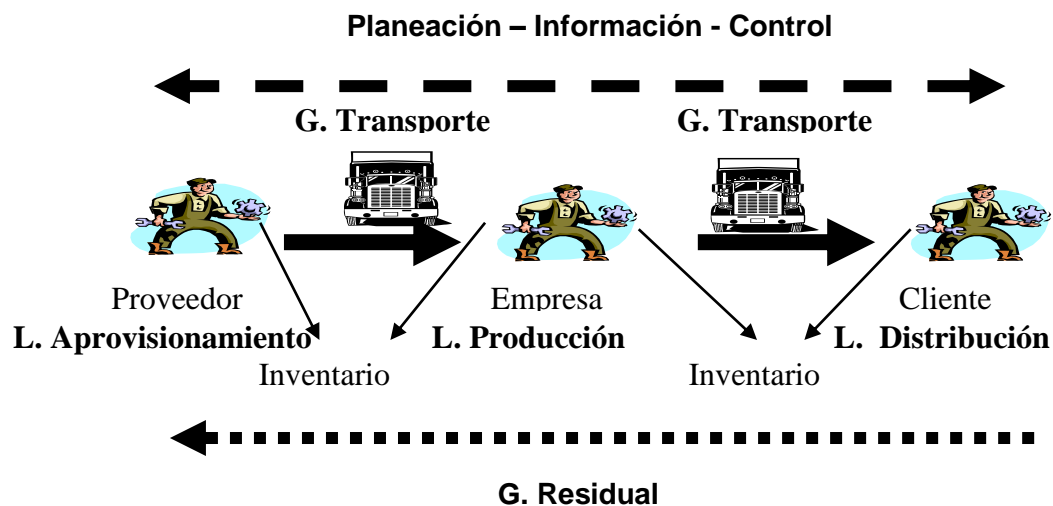 Planeación – Información - Control
G. Transporte G. Transporte
Proveedor Empresa Cliente
L. Aprovisionamiento L. Producción L. Distribución
Inventario Inventario
G. Residual